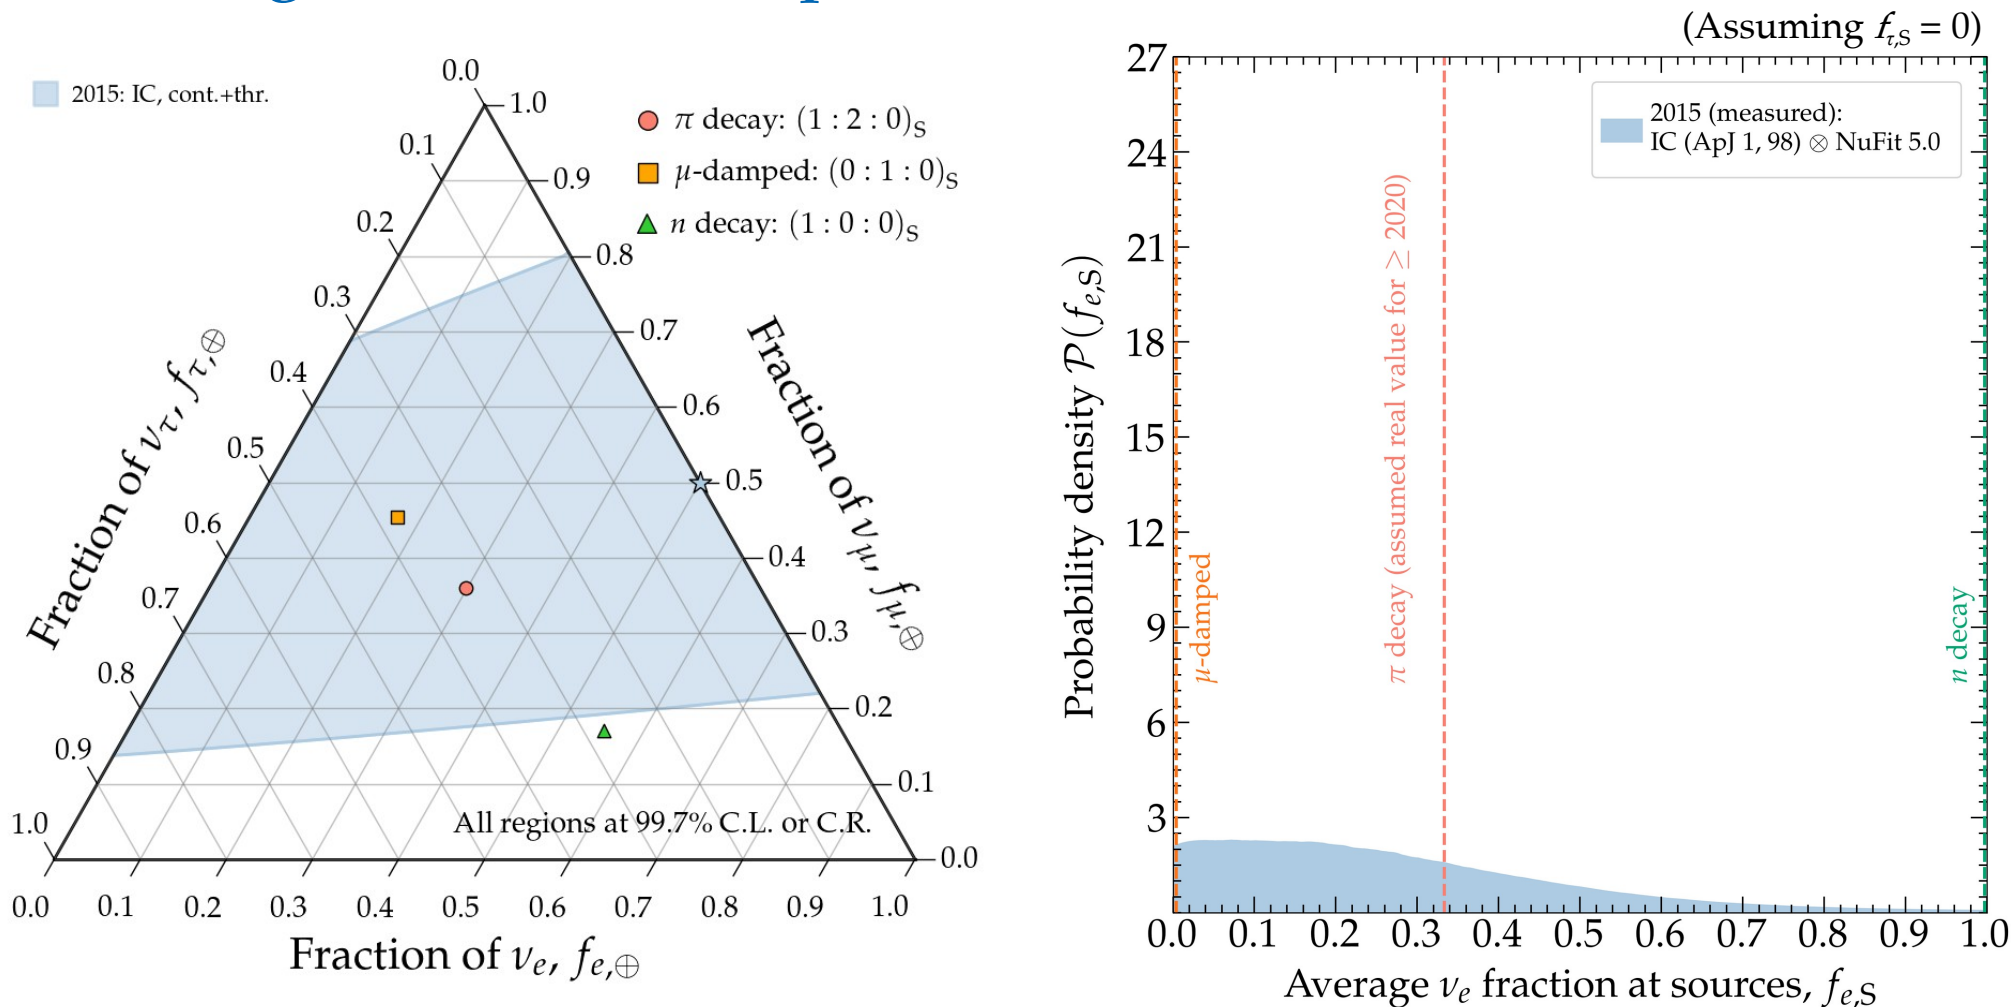 2015: IC, cont.+thr.
π decay: (1 : 2 : 0)S
μ-damped: (0 : 1 : 0)S
n decay: (1 : 0 : 0)S
0.0
0.1
0.2
0.3
0.4
0.5
0.6
0.7
0.8
0.9
1.0
Fraction of ντ, fτ,⊕
1.0
0.9
0.8
0.7
0.6
0.5
0.4
0.3
0.2
0.1
0.0
Fraction of νμ, fμ,⊕
All regions at 99.7% C.L. or C.R.
0.0 0.1 0.2 0.3 0.4 0.5 0.6 0.7 0.8 0.9 1.0
Fraction of νe, fe,⊕
(Assuming fτ,S = 0)
2015 (measured):
IC (ApJ 1, 98) ⊗ NuFit 5.0
27
24
21
18
15
12
9
6
3
Probability density P(fe,S)
μ-damped
π decay (assumed real value for ≥ 2020)
n decay
0.0 0.1 0.2 0.3 0.4 0.5 0.6 0.7 0.8 0.9 1.0
Average νe fraction at sources, fe,S